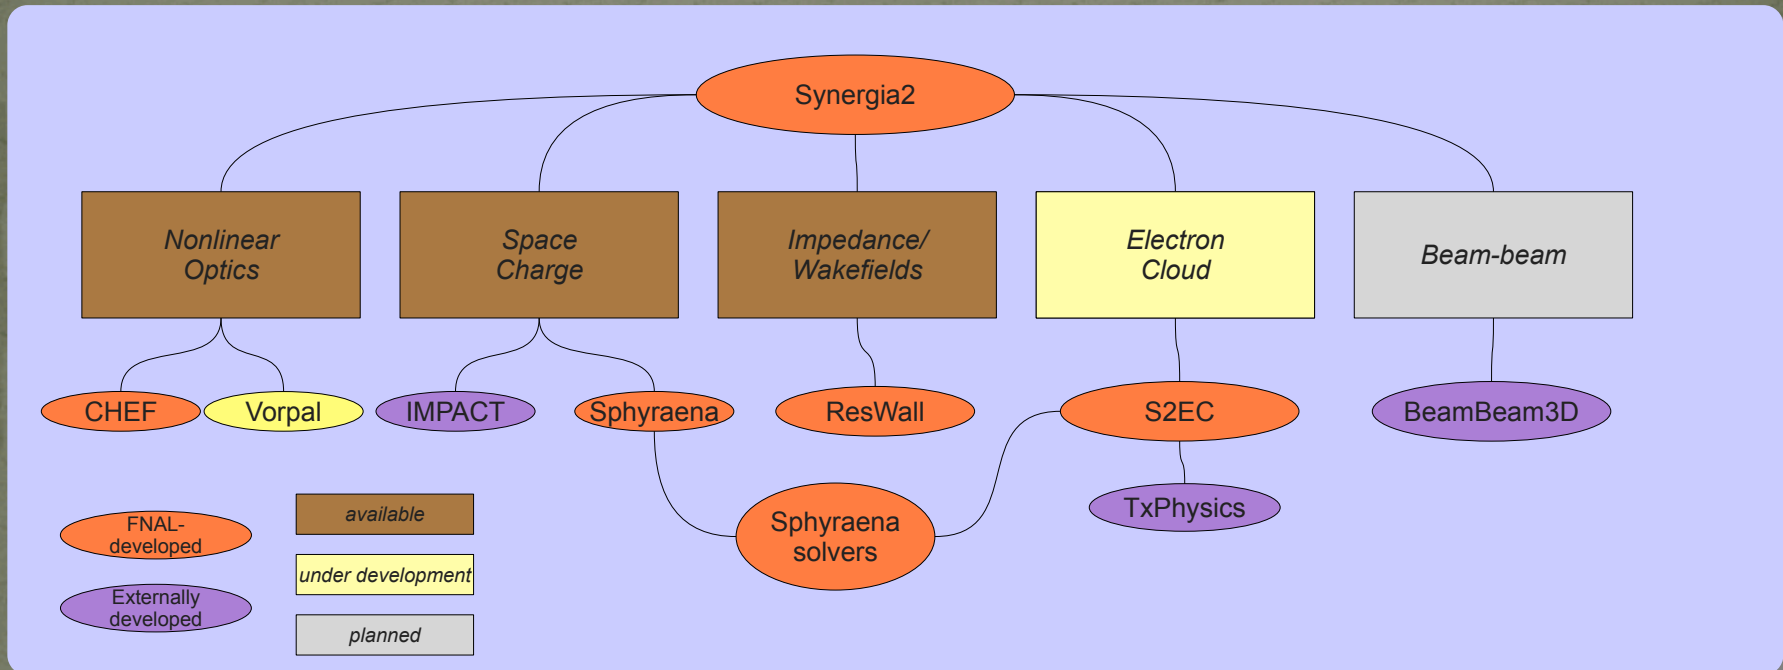 Synergia2
Nonlinear
Optics
Space
Charge
Impedance/
Wakefields
Electron
Cloud
Beam-beam
CHEF
Vorpal
IMPACT
Sphyraena
ResWall
S2EC
BeamBeam3D
TxPhysics
Sphyraena
solvers
FNAL-
developed
Externally
developed
available
under development
planned